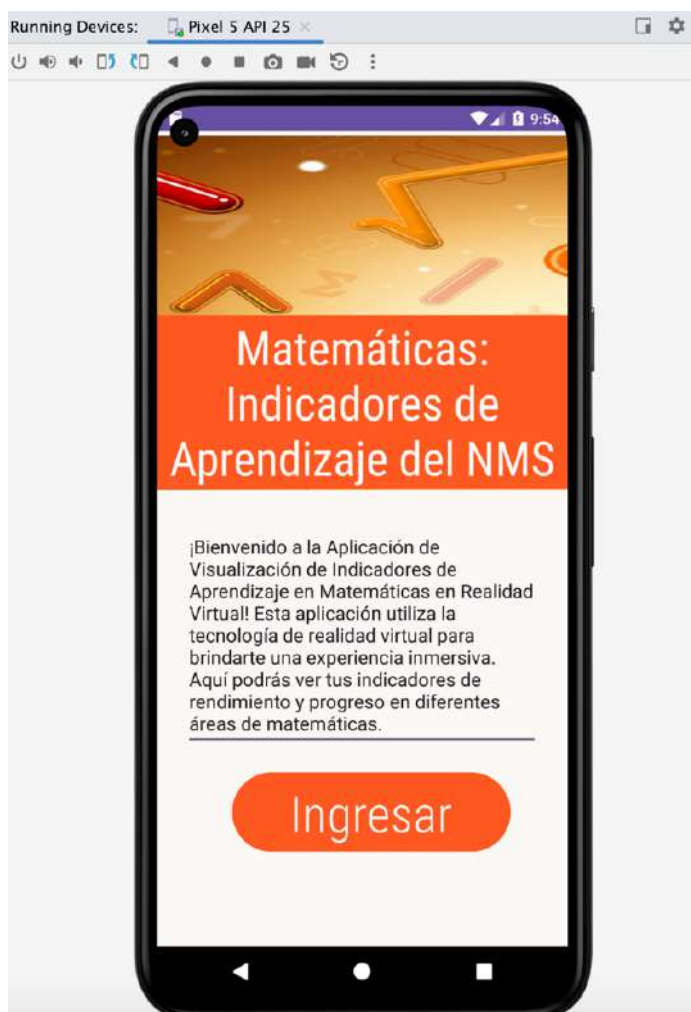 Running Devices: Pixel 5 API 25
9:54
Matemáticas:
Indicadores de
Aprendizaje del NMS
¡Bienvenido a la Aplicación de
Visualización de Indicadores de
Aprendizaje en Matemáticas en Realidad
Virtual! Esta aplicación utiliza la
tecnología de realidad virtual para
brindarte una experiencia inmersiva.
Aquí podrás ver tus indicadores de
rendimiento y progreso en diferentes
áreas de matemáticas.
Ingresar